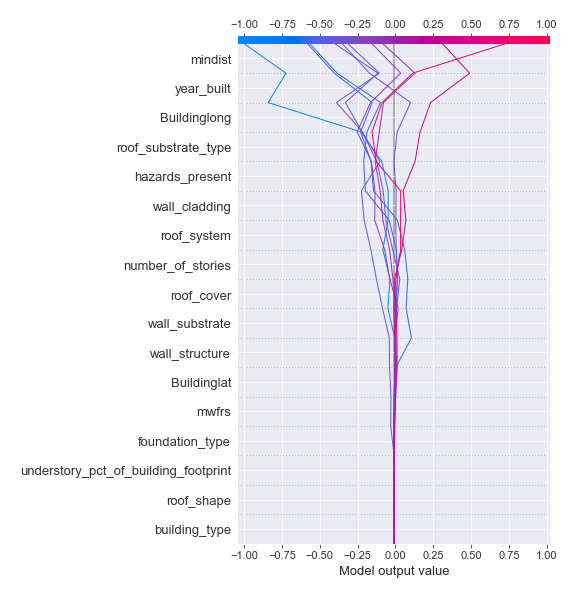 −1.00 −0.75 −0.50 −0.25 0.00 0.25 0.50 0.75 1.00
mindist
year_built
Buildinglong
roof_substrate_type
hazards_present
wall_cladding
roof_system
number_of_stories
roof_cover
wall_substrate
wall_structure
Buildinglat
mwfrs
foundation_type
understory_pct_of_building_footprint
roof_shape
building_type
−1.00 −0.75 −0.50 −0.25 0.00 0.25 0.50 0.75 1.00
Model output value